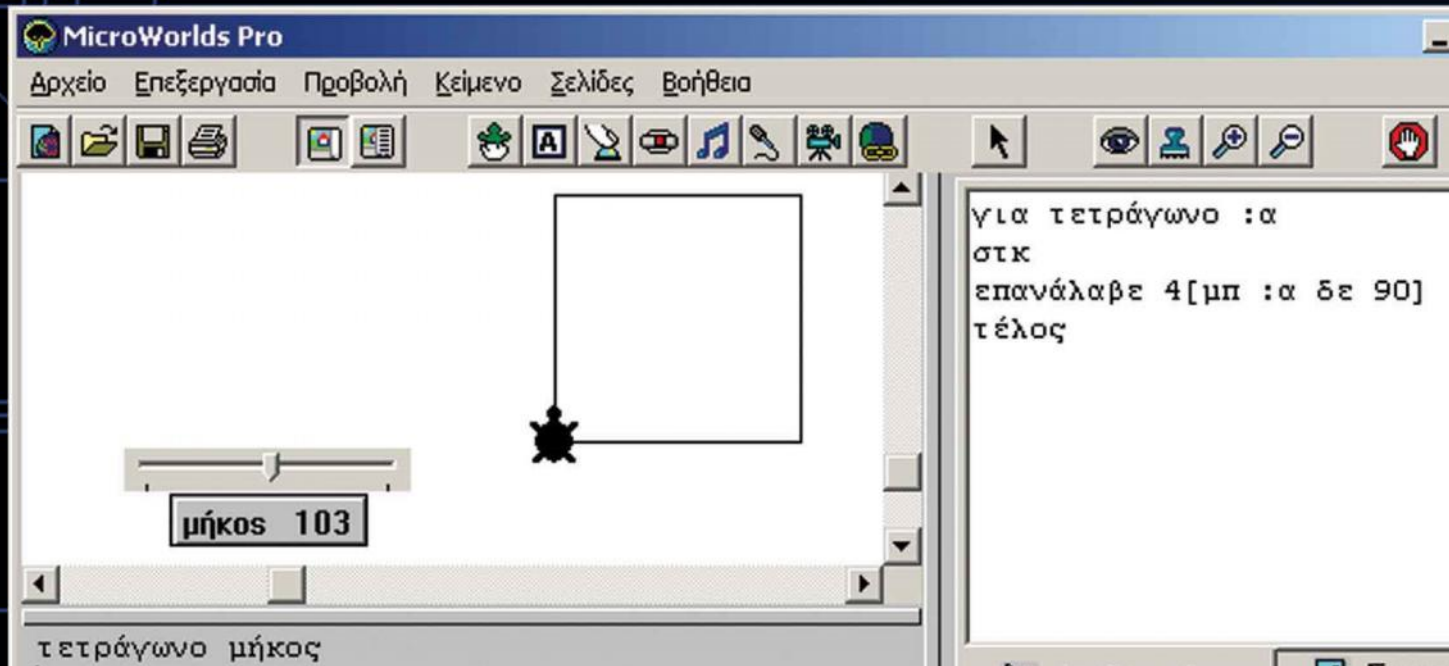 MicroWorlds Pro
Αρχείο Επεξεργασία Προβολή Κείμενο Σελίδες Βοήθεια
για τετράγωνο :α
στκ
επανάλαβε 4[μπ :α δε 90]
τέλος
μήκος 103
τετράγωνο μήκος